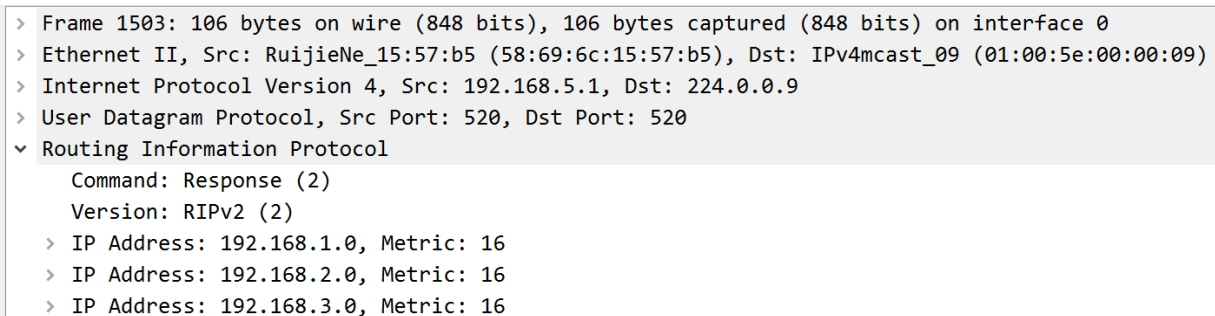 > Frame 1503: 106 bytes on wire (848 bits), 106 bytes captured (848 bits) on interface 0
> Ethernet II, Src: RuijieNe_15:57:b5 (58:69:6c:15:57:b5), Dst: IPv4mcast_09 (01:00:5e:00:00:09)
> Internet Protocol Version 4, Src: 192.168.5.1, Dst: 224.0.0.9
> User Datagram Protocol, Src Port: 520, Dst Port: 520
Routing Information Protocol
Command: Response (2)
Version: RIPv2 (2)
> IP Address: 192.168.1.0, Metric: 16
> IP Address: 192.168.2.0, Metric: 16
> IP Address: 192.168.3.0, Metric: 16